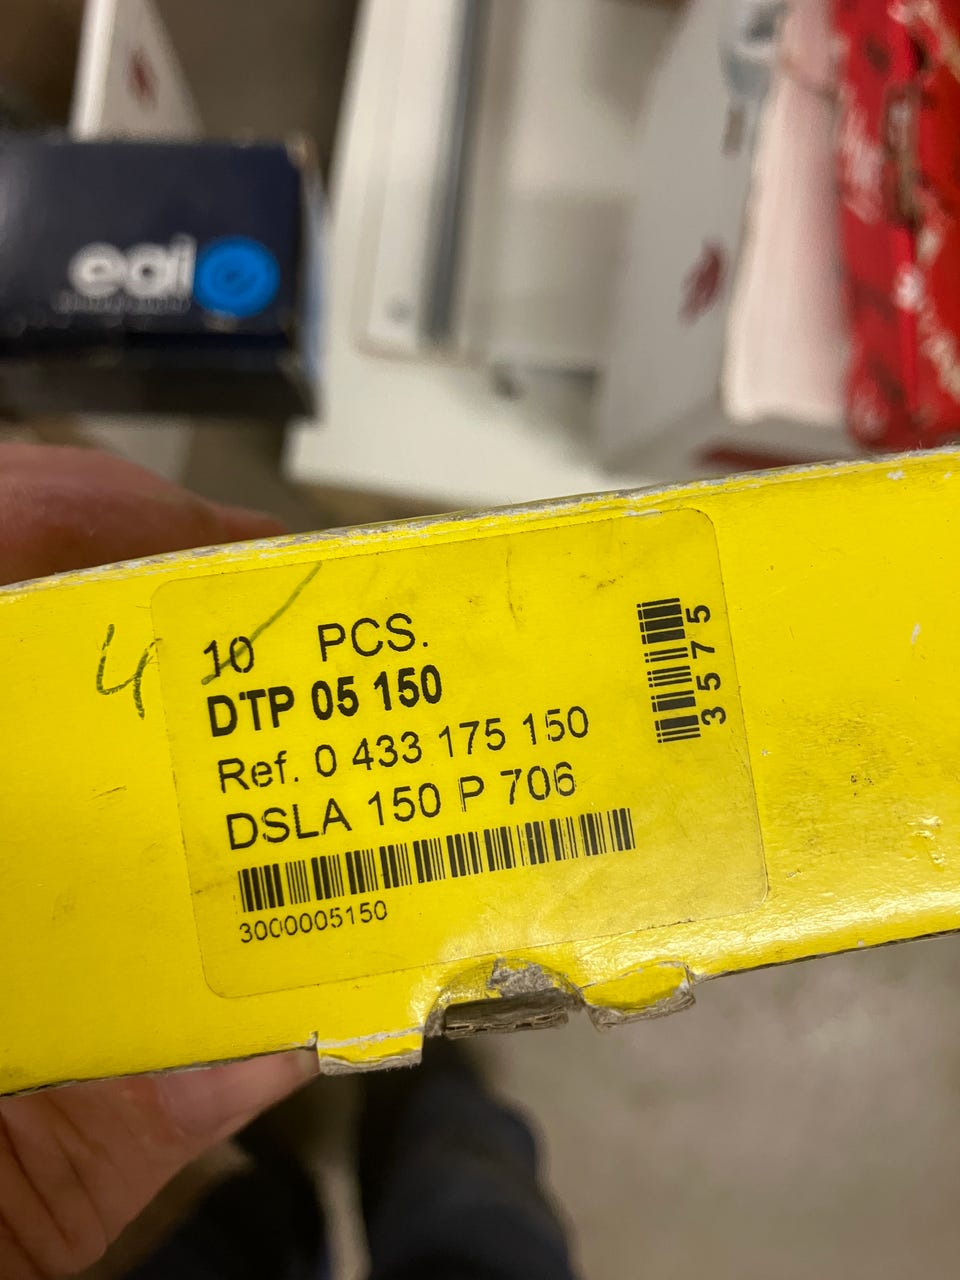 eai
4
10 PCS.
DTP 05 150
Ref. 0 433 175 150
DSLA 150 P 706
3000005150
3575